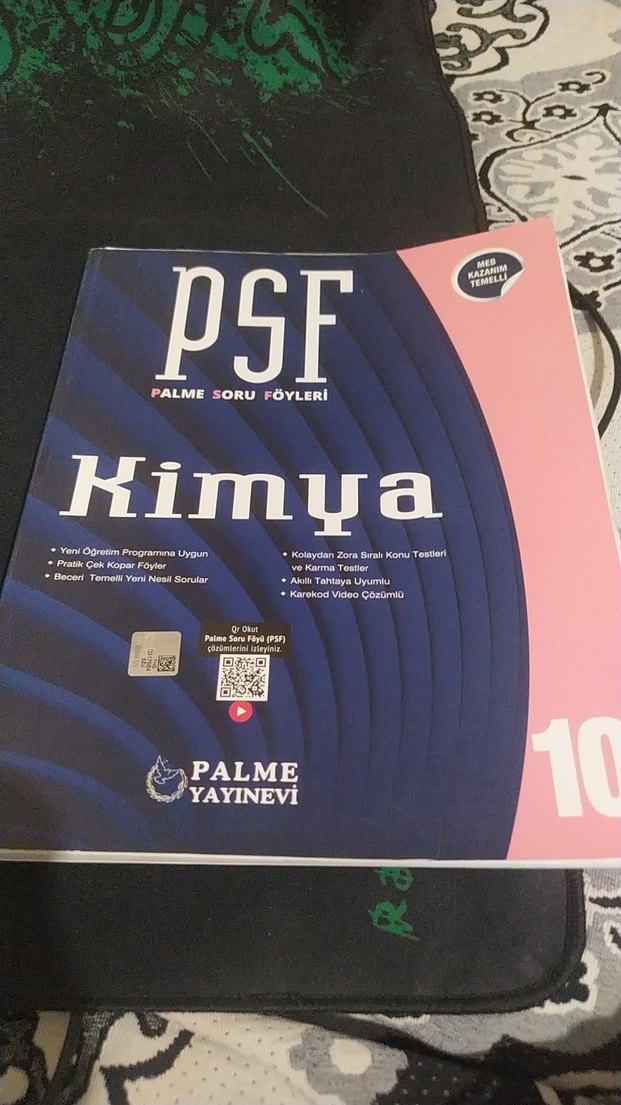 MEB
KAZANIM
TEMELLİ
PSF
PALME SORU FÖYLERİ
Kimya
Yeni Öğretim Programına Uygun
Pratik Çek Kopar Föyler
Beceri Temelli Yeni Nesil Sorular
Kolaydan Zora Sıralı Konu Testleri
ve Karma Testler
Akıllı Tahtaya Uyumlu
Karekod Video Çözümlü
Qr Okut
Palme Soru Föyü (PSF)
çözümlerini izleyiniz.
PALME
YAYINEVİ
10